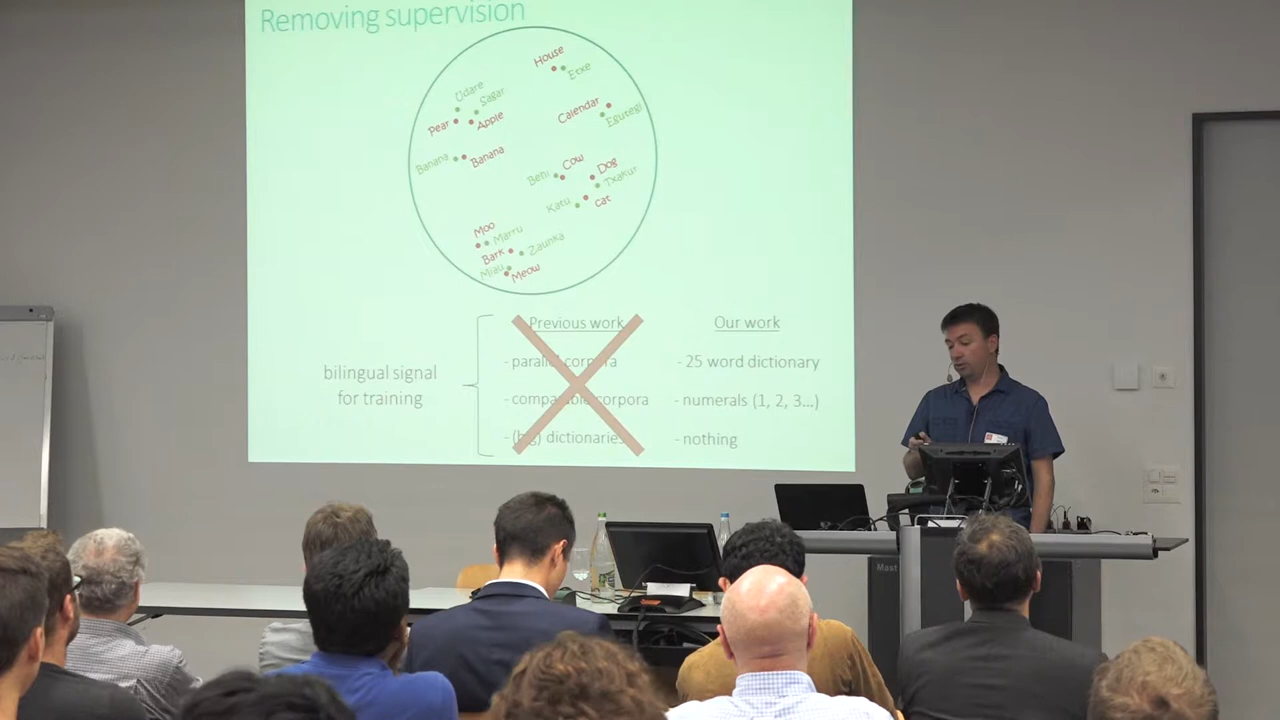 Removing supervision
House
Etxe
Udare
Sagar
Pear
Apple
Calendar
Egutegi
Banana
Banana
Behi
Cow
Dog
Txakur
Katu
cat
Moo
Marru
Bark
Zaunka
Miau
Meow
bilingual signal
for training
Previous work
- parallel corpora
- comparable corpora
- (big) dictionaries
Our work
- 25 word dictionary
- numerals (1, 2, 3...)
- nothing